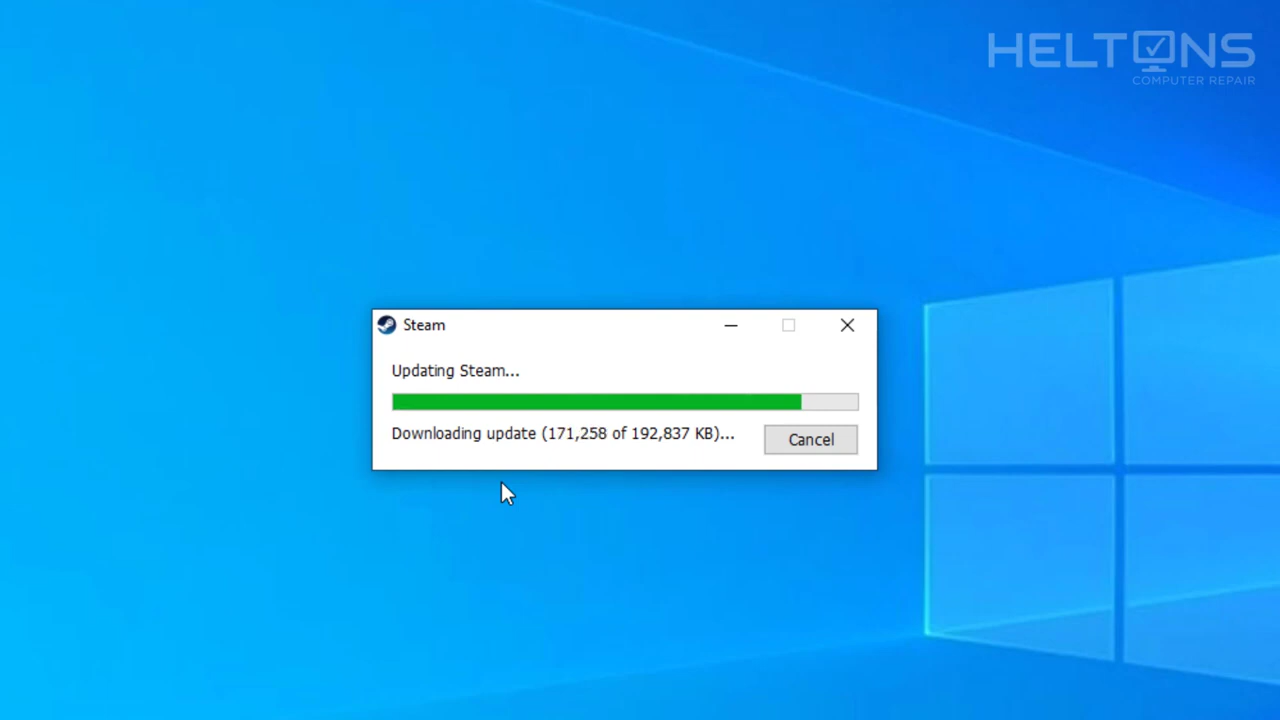 HELTONS
COMPUTER REPAIR
Steam
Updating Steam...
Downloading update (171,258 of 192,837 KB)...
Cancel